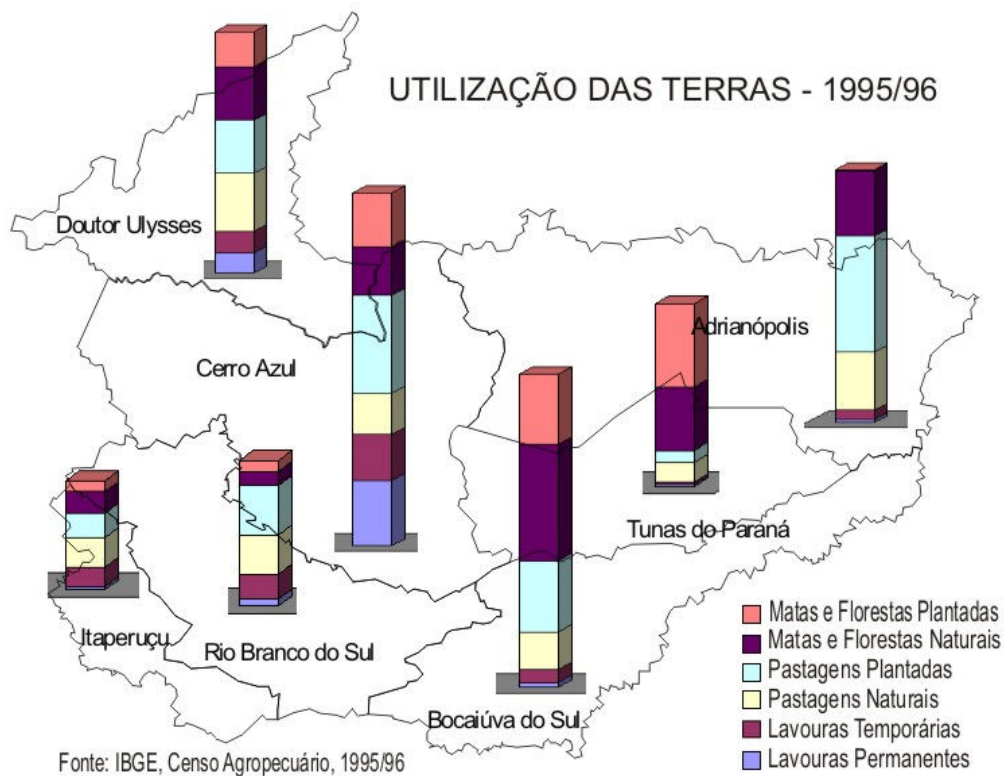 UTILIZAÇÃO DAS TERRAS - 1995/96
Doutor Ulysses
Adrianópolis
Cerro Azul
Tunas do Paraná
Itaperuçu
Rio Branco do Sul
Bocaiúva do Sul
Matas e Florestas Plantadas
Matas e Florestas Naturais
Pastagens Plantadas
Pastagens Naturais
Lavouras Temporárias
Lavouras Permanentes
Fonte: IBGE, Censo Agropecuário, 1995/96